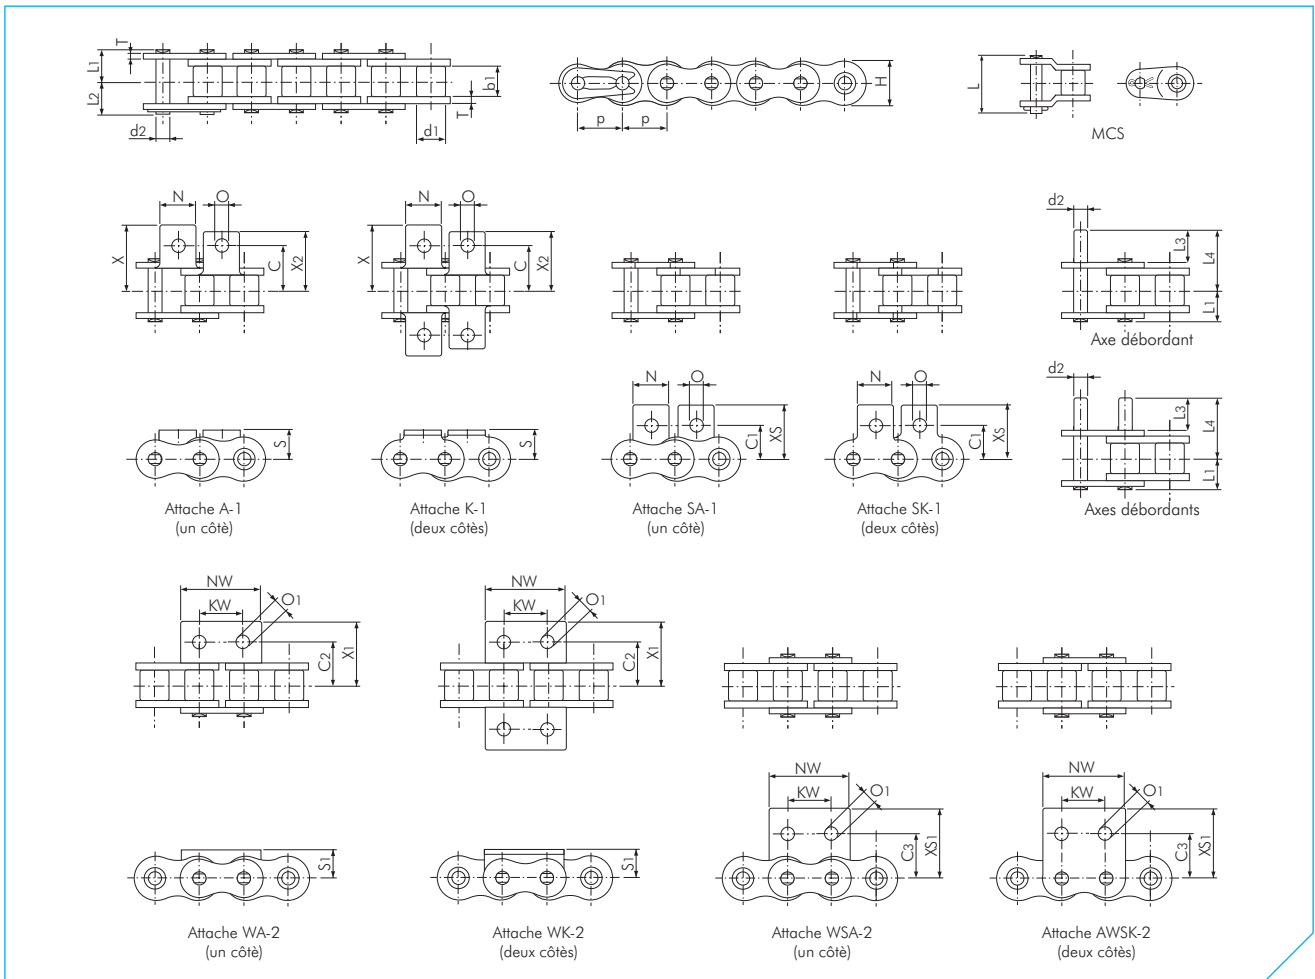 T
L1
L2
d2
b1
T
d1
p
p
H
L
MCS
N
O
X
C
X2
N
O
X
C
X2
d2
L3
L4
L1
Axe débordant
S
Attache A-1
(un côtè)
S
Attache K-1
(deux côtès)
N
O
C1
XS
Attache SA-1
(un côtè)
N
O
C1
XS
Attache SK-1
(deux côtès)
d2
L3
L4
L1
Axes débordants
NW
KW
O1
C2
X1
NW
KW
O1
C2
X1
S1
Attache WA-2
(un côtè)
S1
Attache WK-2
(deux côtès)
NW
KW
O1
C3
XS1
Attache WSA-2
(un côtè)
NW
KW
O1
C3
XS1
Attache AWSK-2
(deux côtès)